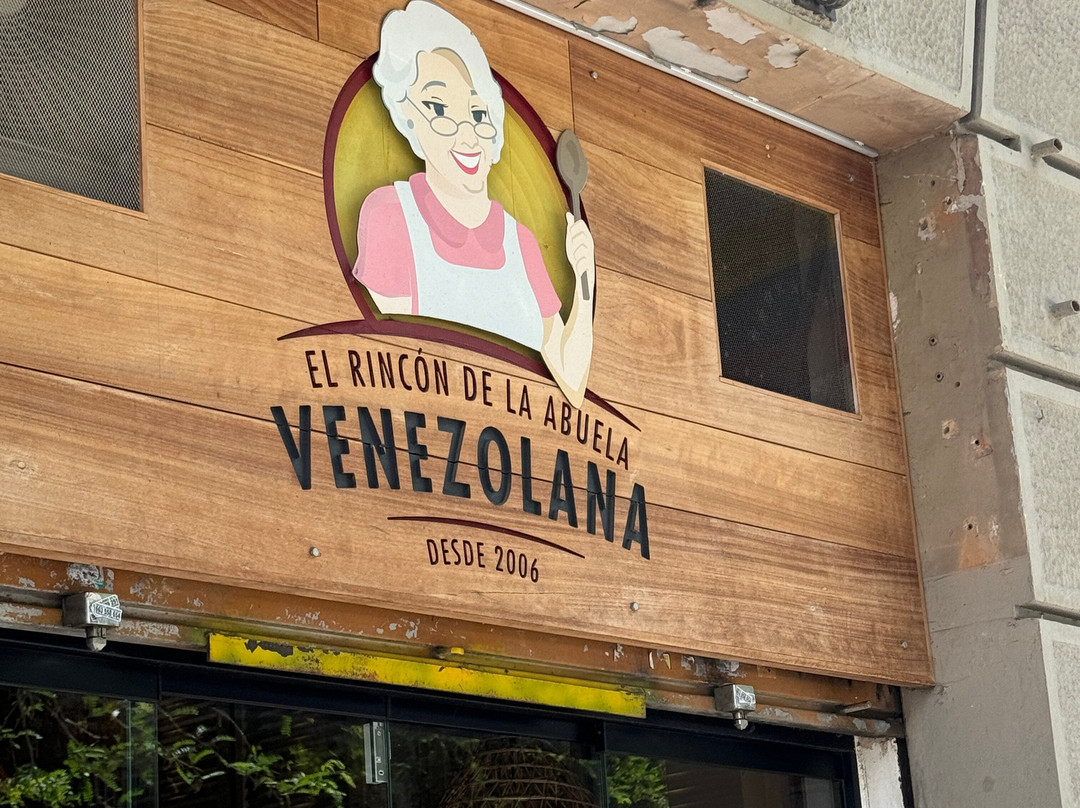 EL RINCÓN DE LA ABUELA
VENEZOLANA
DESDE 2006